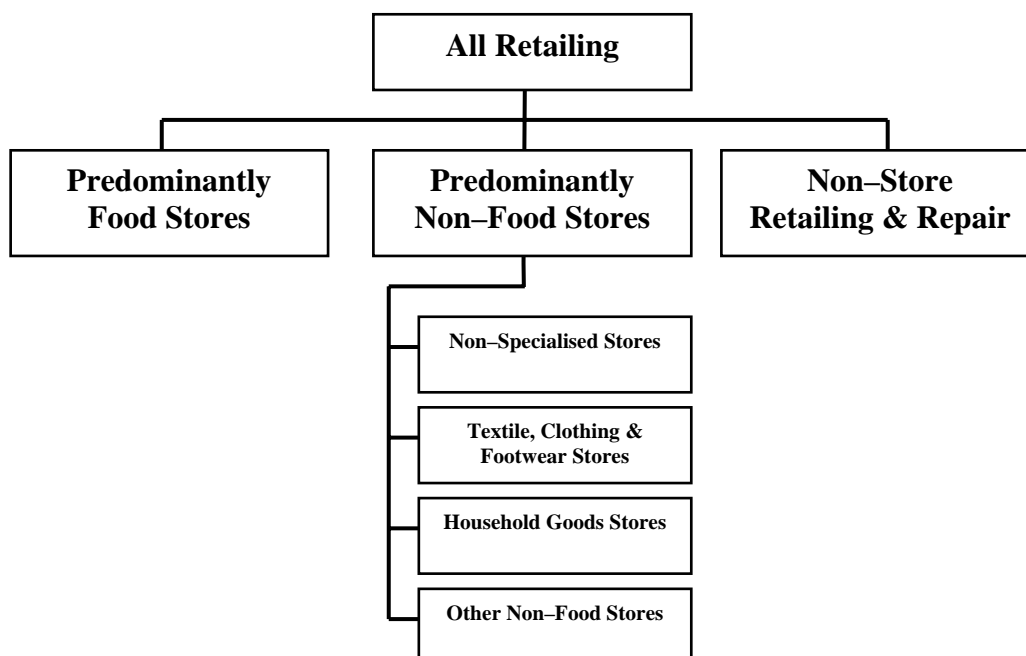 All Retailing
Predominantly
Food Stores
Predominantly
Non–Food Stores
Non–Store
Retailing & Repair
Non–Specialised Stores
Textile, Clothing &
Footwear Stores
Household Goods Stores
Other Non–Food Stores